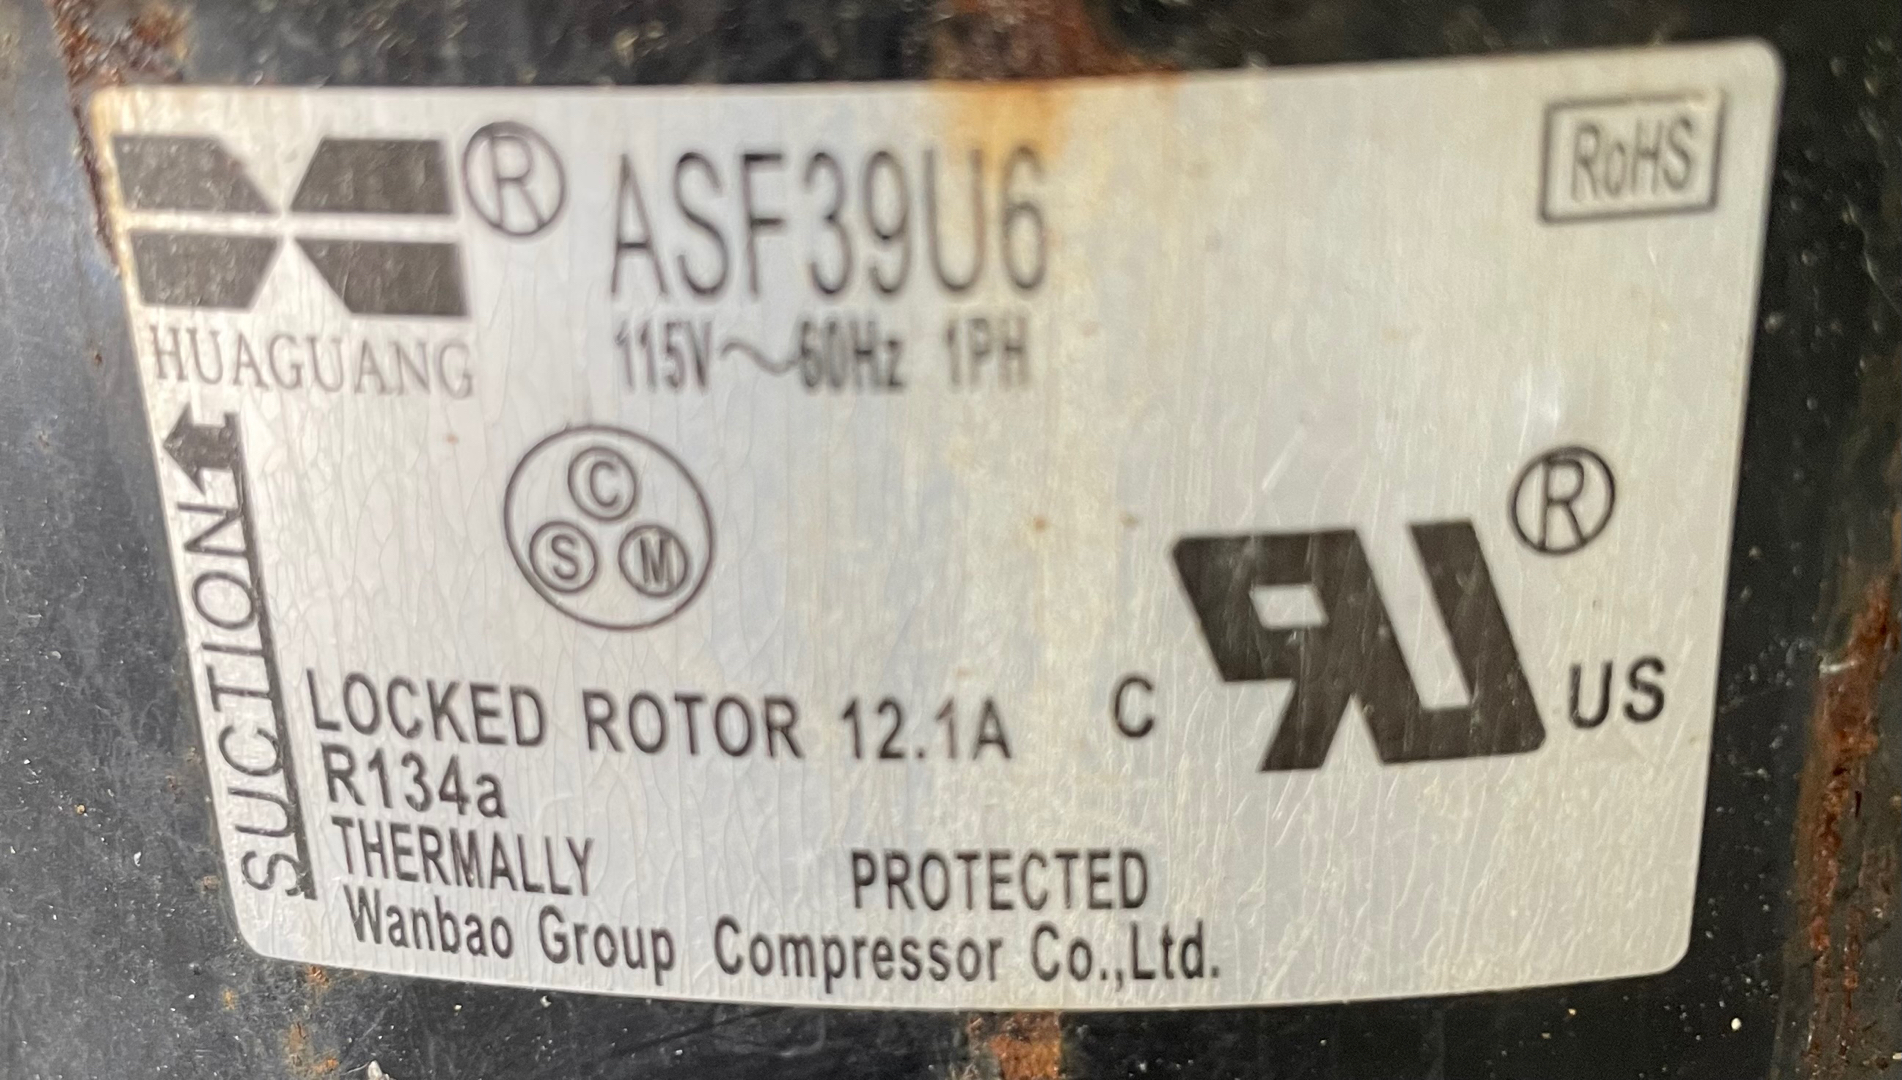 ® ASF39U6
RoHS
HUAGUANG
115V~60Hz 1PH
SUCTION
C
S M
LOCKED ROTOR 12.1A
R134a
THERMALLY PROTECTED
Wanbao Group Compressor Co.,Ltd.
®
C RU US